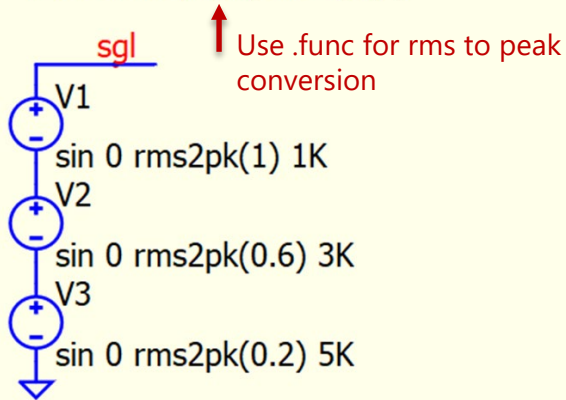 sgl
Use .func for rms to peak
conversion
V1
sin 0 rms2pk(1) 1K
V2
sin 0 rms2pk(0.6) 3K
V3
sin 0 rms2pk(0.2) 5K